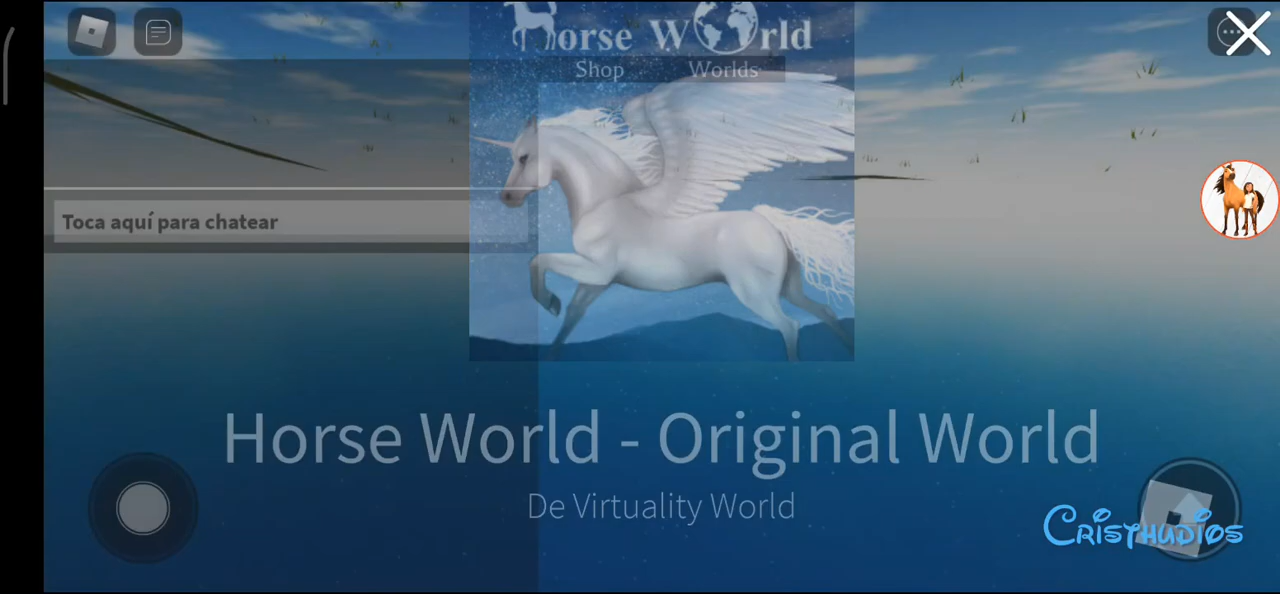 Horse World
Shop Worlds
Toca aquí para chatear
Horse World - Original World
De Virtuality World
Cristhudios